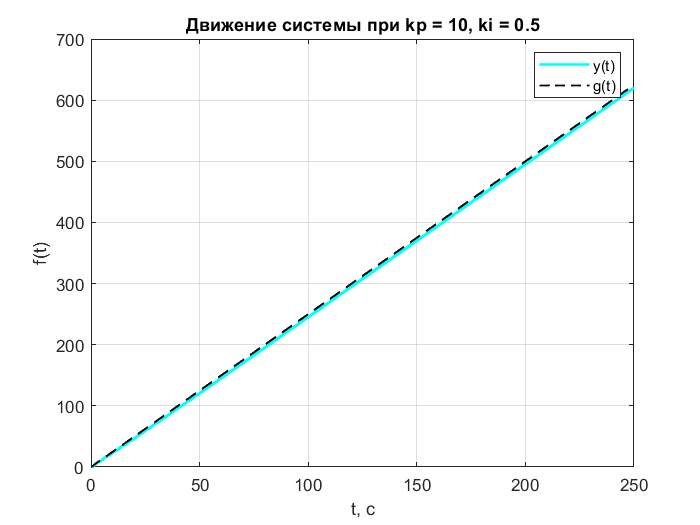 Движение системы при kp = 10, ki = 0.5
y(t)
g(t)
700
600
500
400
300
200
100
0
f(t)
0 50 100 150 200 250
t, c